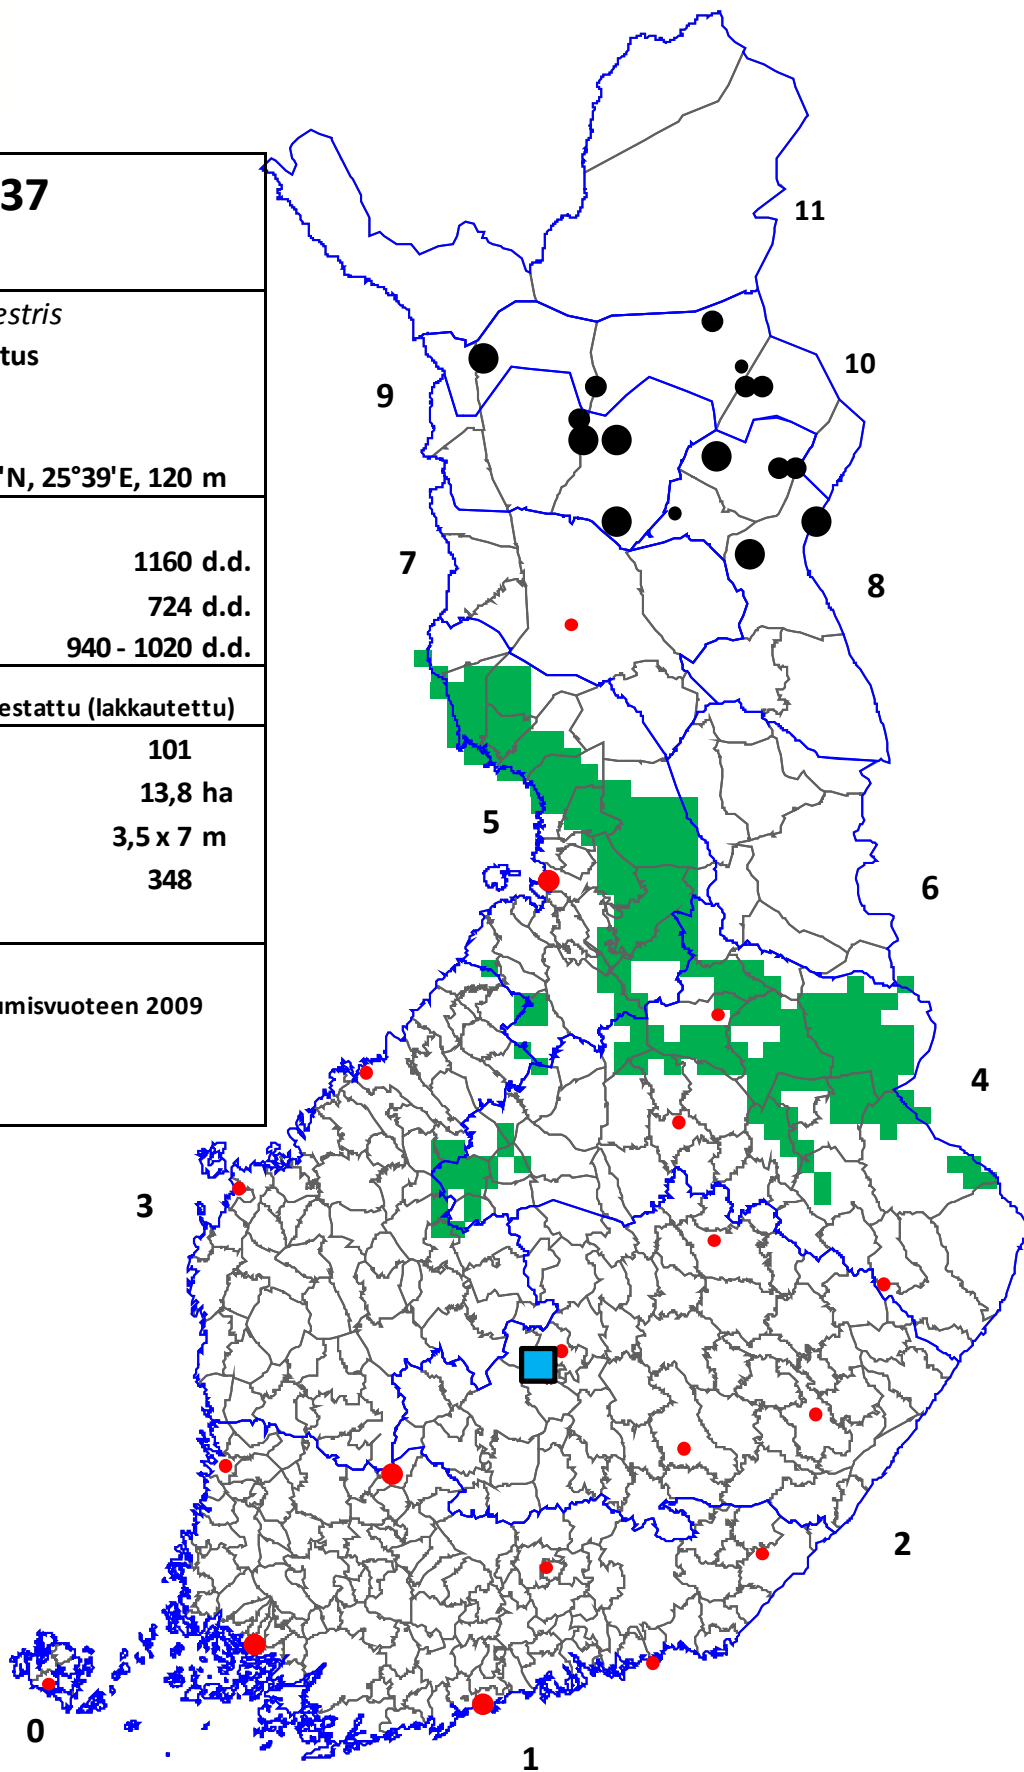 37
estris
tus
'N, 25°39'E, 120 m
1160 d.d.
724 d.d.
940 - 1020 d.d.
estattu (lakkautettu)
101
13,8 ha
3,5 x 7 m
348
umisvuoteen 2009
11
10
9
7
8
5
6
4
3
2
0
1